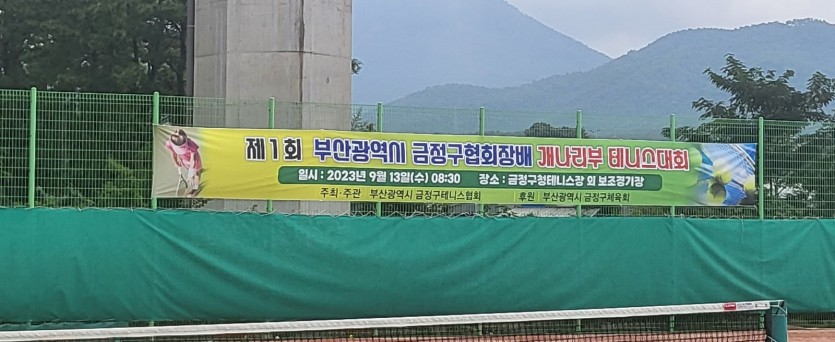 제1회 부산광역시 금정구협회장배 개나리부 테니스대회
일시 : 2023년 9월 13일(수) 08:30 장소 : 금정구청테니스장 외 보조경기장
주최·주관 부산광역시 금정구테니스협회 후원 부산광역시 금정구체육회